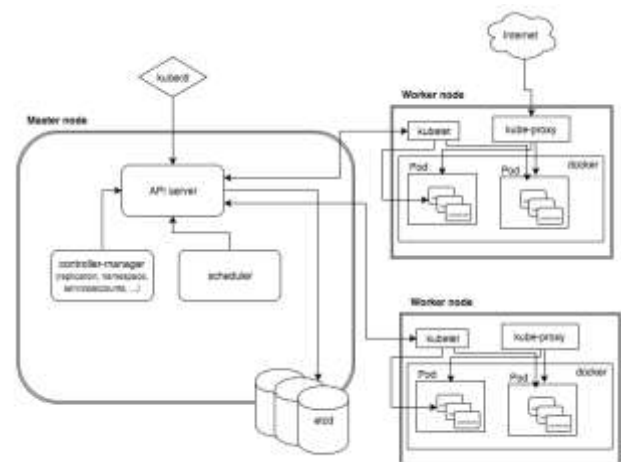 Internet
kubectl
Worker node
Master node
kubelet
kube-proxy
docker
Pod
Pod
API server
controller-manager
(replication, namespace,
serviceaccounts, ...)
scheduler
Worker node
kubelet
kube-proxy
docker
Pod
Pod
etcd